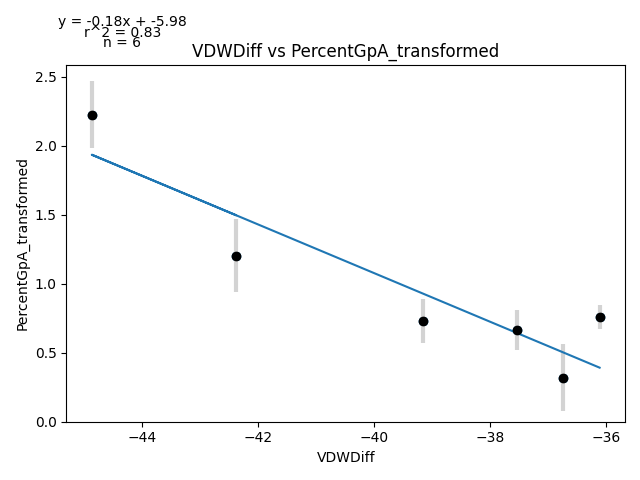 y = -0.18x + -5.98
r^2 = 0.83
n = 6
VDWDiff vs PercentGpA_transformed
2.5
2.0
1.5
1.0
0.5
0.0
PercentGpA_transformed
−44
−42
−40
−38
−36
VDWDiff